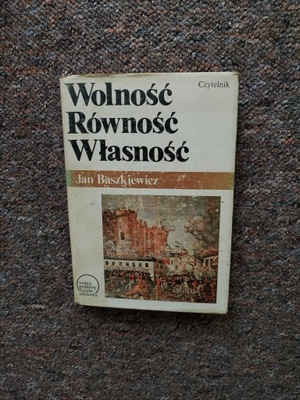 Czytelnik
Wolność
Równość
Własność
Jan Baszkiewicz